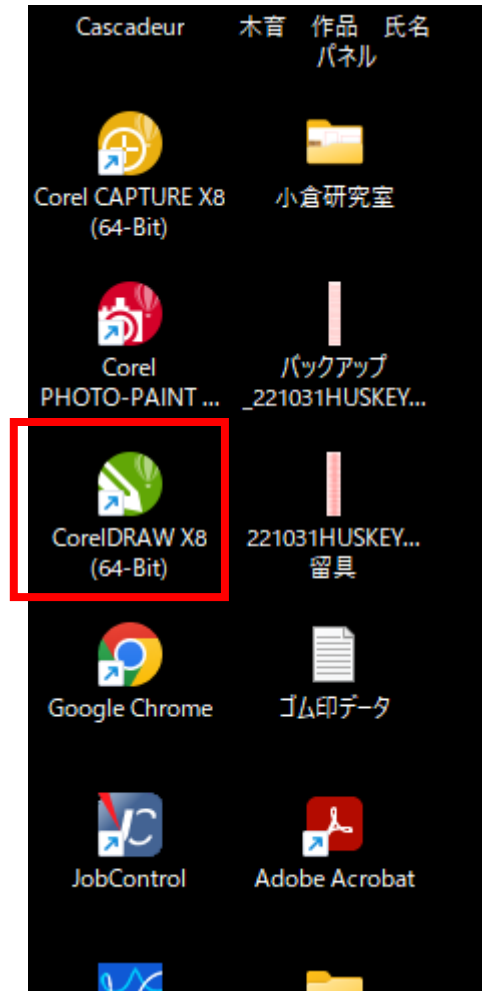 Cascadeur
木育　作品　氏名
パネル
Corel CAPTURE X8
(64-Bit)
小倉研究室
Corel
PHOTO-PAINT ...
バックアップ
_221031HUSKEY...
CorelDRAW X8
(64-Bit)
221031HUSKEY...
留具
Google Chrome
ゴム印データ
JobControl
Adobe Acrobat